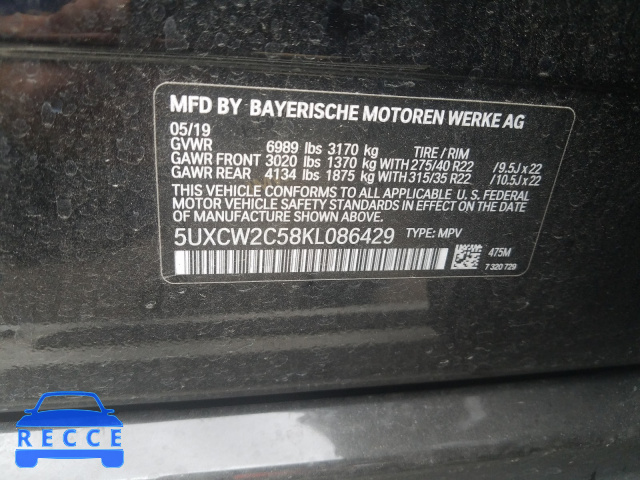 MFD BY BAYERISCHE MOTOREN WERKE AG
05/19
GVWR 6989 lbs 3170 kg TIRE / RIM
GAWR FRONT 3020 lbs 1370 kg WITH 275/40 R22 / 9.5J x 22
GAWR REAR 4134 lbs 1875 kg WITH 315/35 R22 / 10.5J x 22
THIS VEHICLE CONFORMS TO ALL APPLICABLE U. S. FEDERAL
MOTOR VEHICLE SAFETY STANDARDS IN EFFECT ON THE
DATE OF MANUFACTURE SHOWN ABOVE.
5UXCW2C58KL086429 TYPE: MPV
475M
7 320 729
RECCE